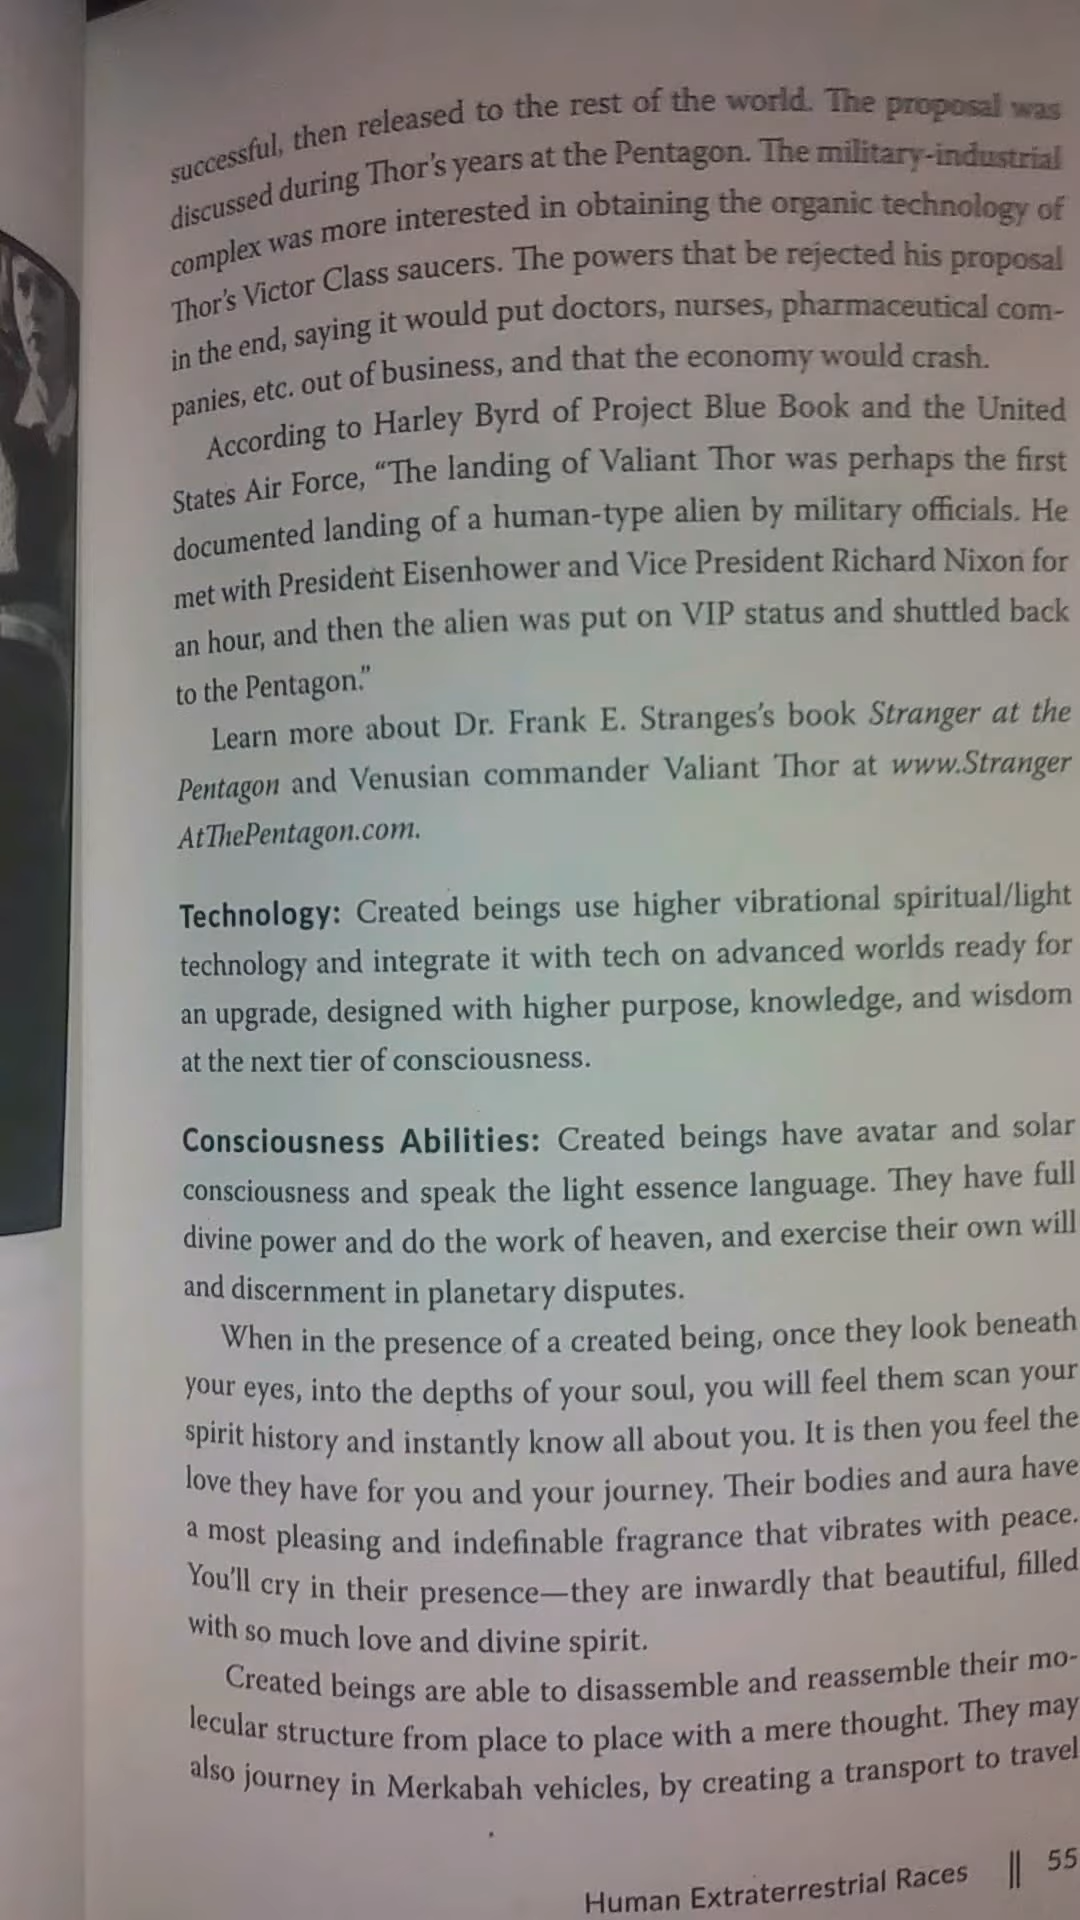 successful, then released to the rest of the world. The proposal was
discussed during Thor's years at the Pentagon. The military-industrial
complex was more interested in obtaining the organic technology of
Thor's Victor Class saucers. The powers that be rejected his proposal
in the end, saying it would put doctors, nurses, pharmaceutical com-
panies, etc. out of business, and that the economy would crash.
According to Harley Byrd of Project Blue Book and the United
States Air Force, “The landing of Valiant Thor was perhaps the first
documented landing of a human-type alien by military officials. He
met with President Eisenhower and Vice President Richard Nixon for
an hour, and then the alien was put on VIP status and shuttled back
to the Pentagon.”
Learn more about Dr. Frank E. Stranges's book Stranger at the
Pentagon and Venusian commander Valiant Thor at www.Stranger
AtThePentagon.com.
Technology: Created beings use higher vibrational spiritual/light
technology and integrate it with tech on advanced worlds ready for
an upgrade, designed with higher purpose, knowledge, and wisdom
at the next tier of consciousness.
Consciousness Abilities: Created beings have avatar and solar
consciousness and speak the light essence language. They have full
divine power and do the work of heaven, and exercise their own will
and discernment in planetary disputes.
When in the presence of a created being, once they look beneath
your eyes, into the depths of your soul, you will feel them scan your
spirit history and instantly know all about you. It is then you feel the
love they have for you and your journey. Their bodies and aura have
a most pleasing and indefinable fragrance that vibrates with peace.
You'll cry in their presence—they are inwardly that beautiful, filled
with so much love and divine spirit.
Created beings are able to disassemble and reassemble their mo-
lecular structure from place to place with a mere thought. They may
also journey in Merkabah vehicles, by creating a transport to travel
Human Extraterrestrial Races || 55